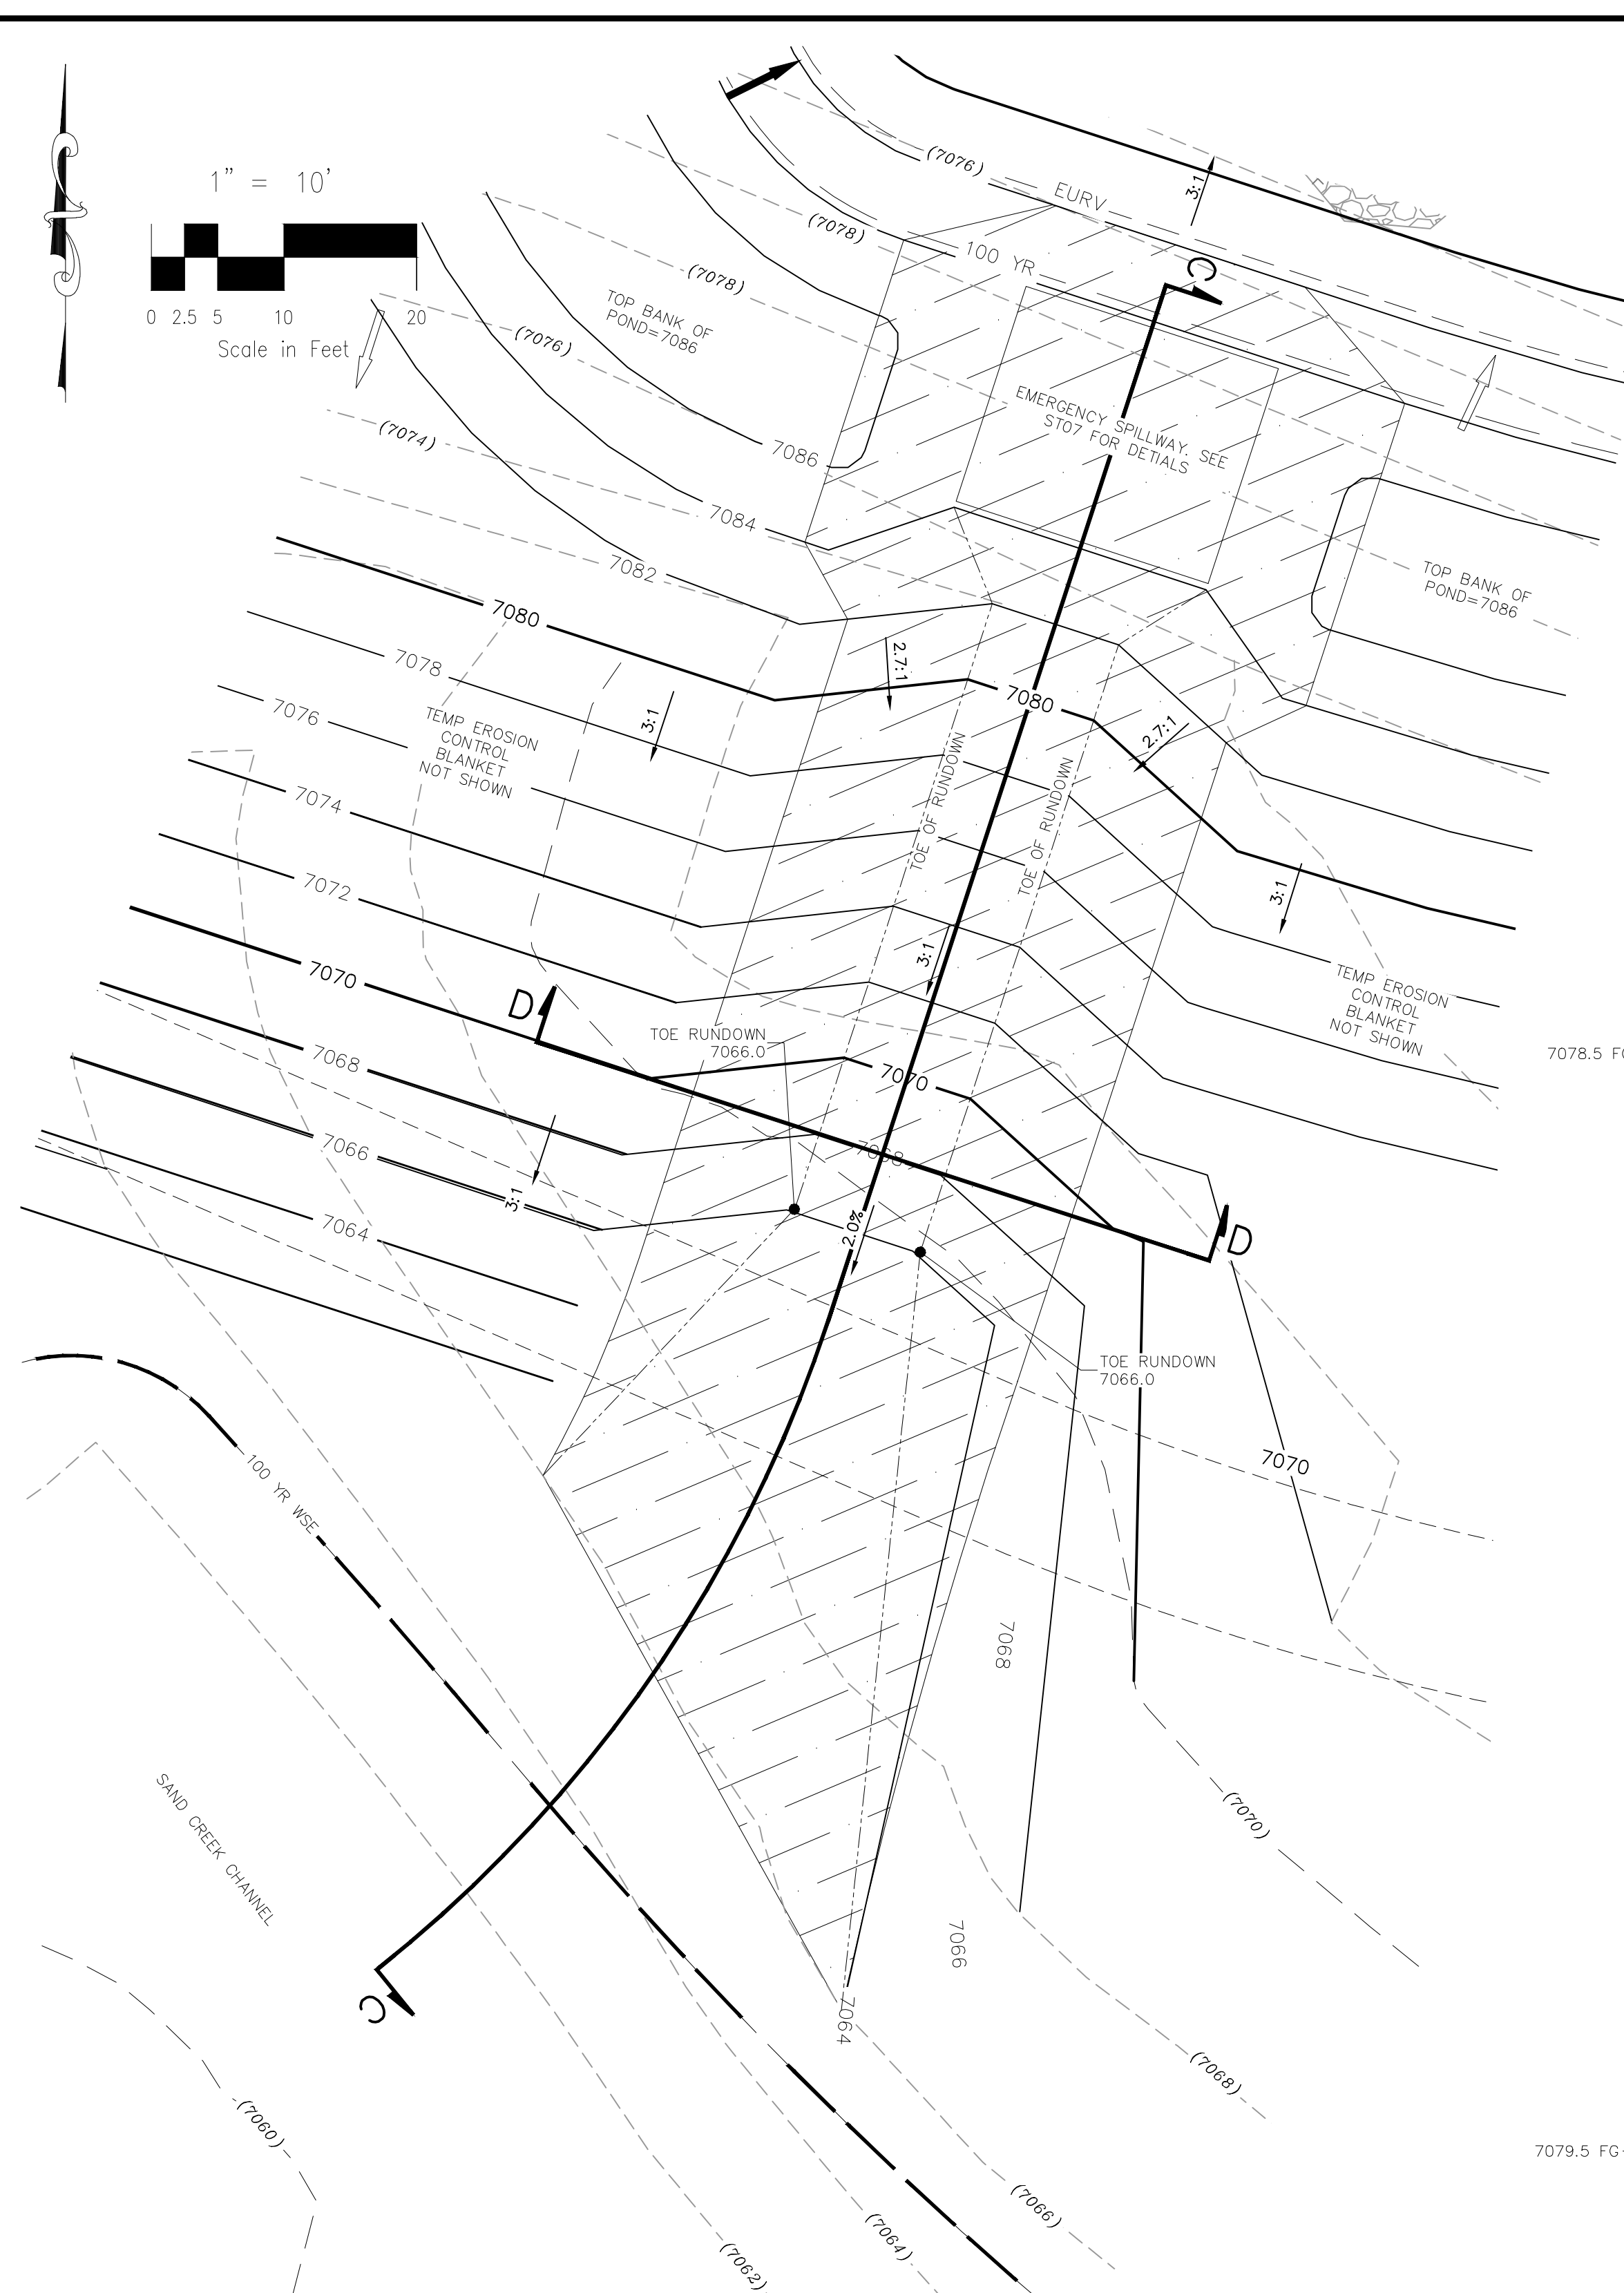 1" = 10'
0 2.5 5 10 20
Scale in Feet
(7076)
EURV
3:1
(7078)
100 YR
C
(7078)
TOP BANK OF
POND=7086
(7076)
EMERGENCY SPILLWAY. SEE
ST07 FOR DETIALS
(7074)
7086
7084
7082
TOP BANK OF
POND=7086
7080
7078
2.7:1
7080
7076
3:1
2.7:1
TEMP EROSION
CONTROL
BLANKET
NOT SHOWN
TOE OF RUNDOWN
TOE OF RUNDOWN
7074
7072
3:1
3:1
7070
TEMP EROSION
CONTROL
BLANKET
NOT SHOWN
D
TOE RUNDOWN
7066.0
7078.5 FG
7068
7070
7066
7068
3:1
7064
2.0%
D
TOE RUNDOWN
7066.0
7070
100 YR WSE
7068
SAND CREEK CHANNEL
(7070)
7066
C
7064
(7068)
(7060)
7079.5 FG
(7066)
(7064)
(7062)